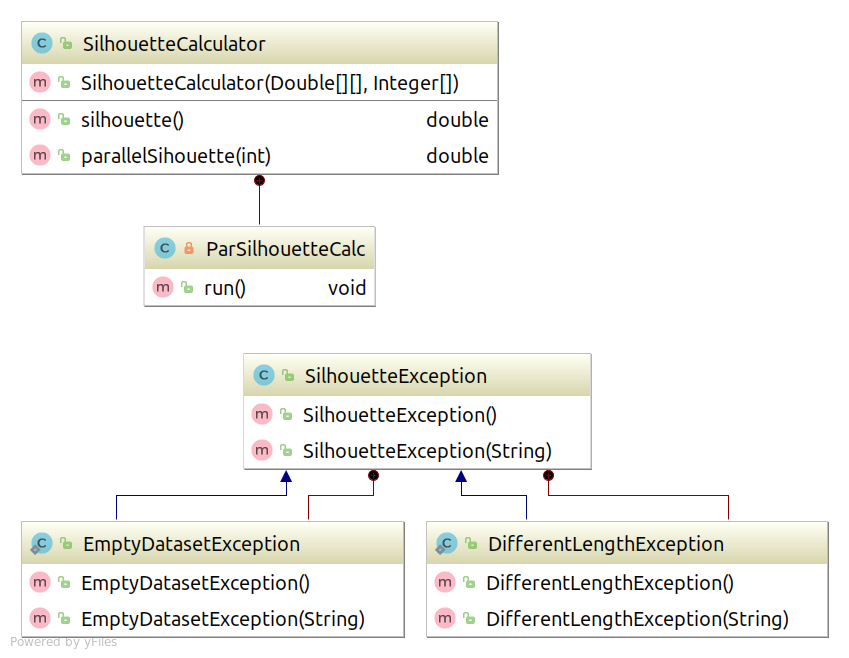 C SilhouetteCalculator
m SilhouetteCalculator(Double[][], Integer[])
m silhouette() double
m parallelSihouette(int) double
C ParSilhouetteCalc
m run() void
C SilhouetteException
m SilhouetteException()
m SilhouetteException(String)
C EmptyDatasetException
m EmptyDatasetException()
m EmptyDatasetException(String)
C DifferentLengthException
m DifferentLengthException()
m DifferentLengthException(String)
Powered by yFiles